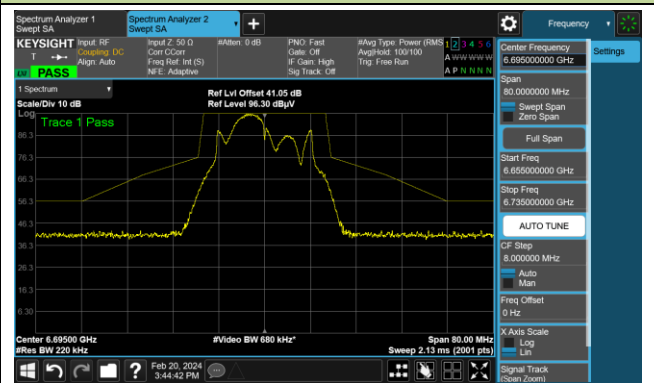 Spectrum Analyzer 1
Swept SA
Spectrum Analyzer 2
Swept SA
+
Frequency
KEYSIGHT
Input: RF
Coupling: DC
Align: Auto
Input Z: 50 Ω
Corr CCorr
Freq Ref: Int (S)
NFE: Adaptive
#Atten: 0 dB
PNO: Fast
Gate: Off
IF Gain: High
Sig Track: Off
#Avg Type: Power (RMS
Avg|Hold: 100/100
Trig: Free Run
1 2 3 4 5 6
A W W W W W
A P N N N N
T
PASS
Center Frequency
6.695000000 GHz
Settings
Span
80.0000000 MHz
Swept Span
Zero Span
Full Span
Start Freq
6.655000000 GHz
Stop Freq
6.735000000 GHz
AUTO TUNE
CF Step
8.000000 MHz
Auto
Man
Freq Offset
0 Hz
X Axis Scale
Log
Lin
Signal Track
(Span Zoom)
1 Spectrum
Scale/Div 10 dB
Ref Lvl Offset 41.05 dB
Ref Level 96.30 dBµV
Log
Trace 1 Pass
86.3
76.3
66.3
56.3
46.3
36.3
26.3
16.3
6.30
Center 6.69500 GHz
#Res BW 220 kHz
#Video BW 680 kHz*
Span 80.00 MHz
Sweep 2.13 ms (2001 pts)
?
Feb 20, 2024
3:44:42 PM